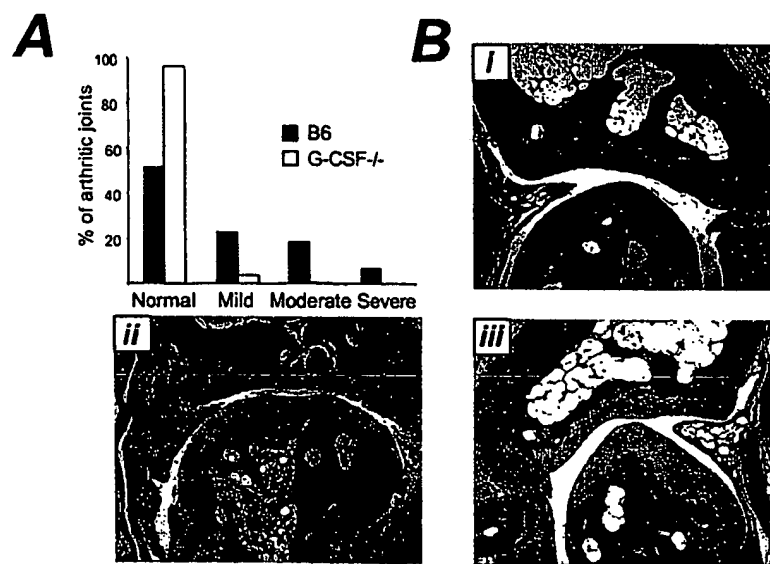 A
% of arthritic joints
100
80
60
40
20
B6
G-CSF-/-
Normal Mild Moderate Severe
B
i
ii
iii